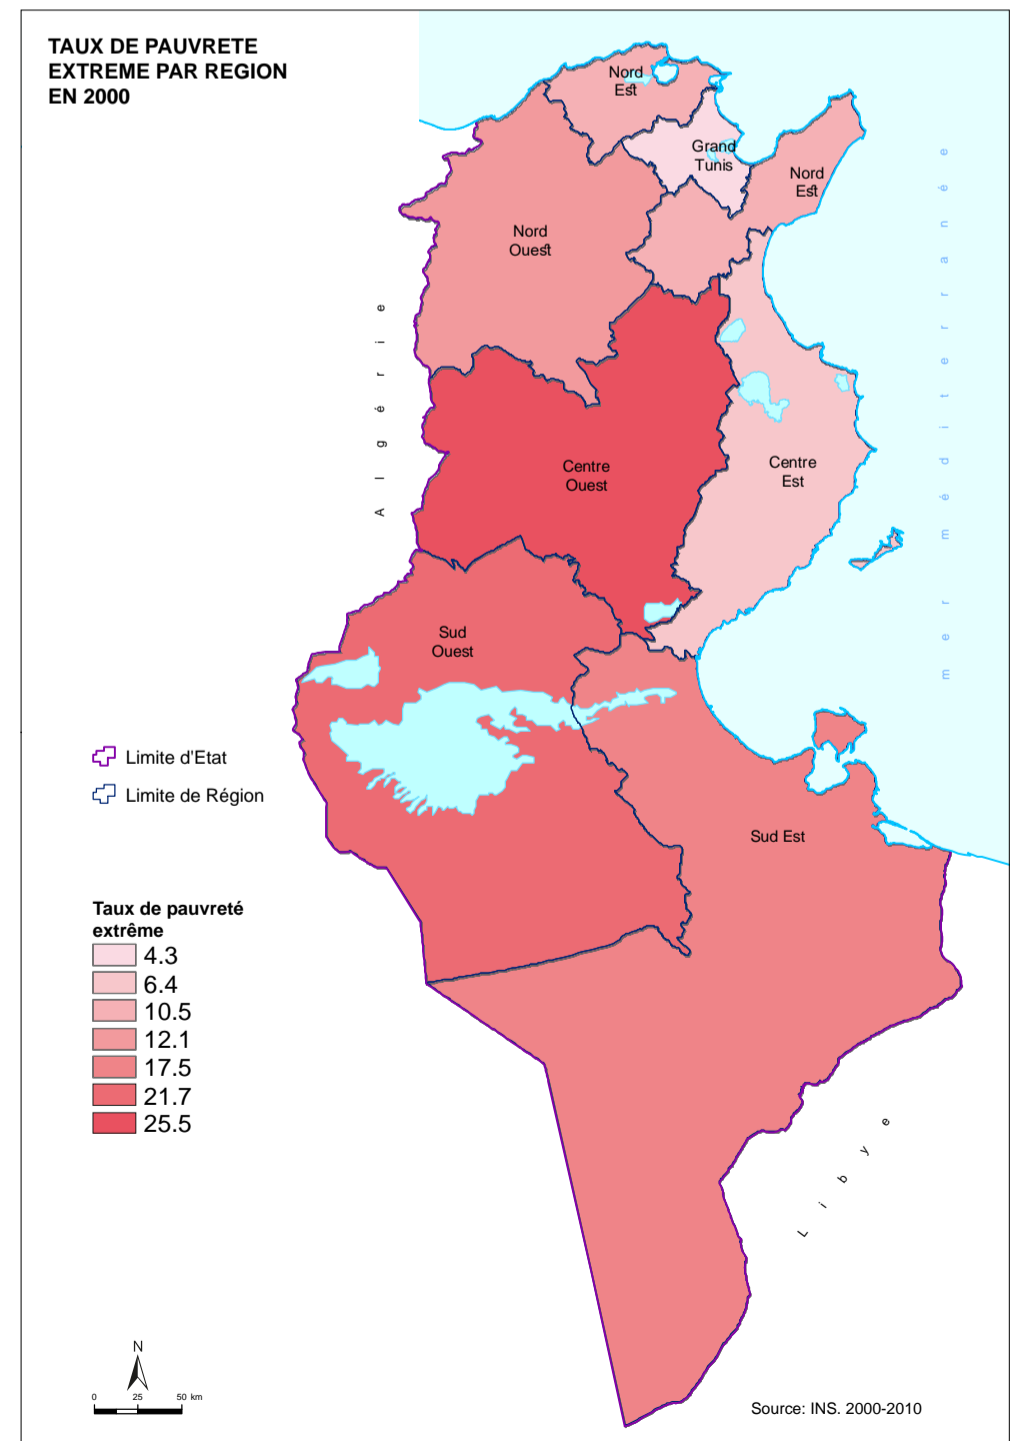 TAUX DE PAUVRETE
EXTREME PAR REGION
EN 2000
Nord
Est
Grand
Tunis
Nord
Est
Nord
Ouest
Algérie
mer méditerranée
Centre
Ouest
Centre
Est
Sud
Ouest
Sud Est
Limite d'Etat
Limite de Région
Taux de pauvreté
extrême
4.3
6.4
10.5
12.1
17.5
21.7
25.5
Libye
N
0 25 50 km
Source: INS. 2000-2010